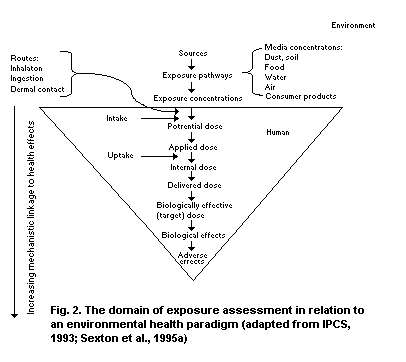 Environment
Routes:
Inhalaton
Ingestion
Dermal contact
Sources
Exposure pathways
Exposure concentrations
Media concentratons:
Dust, soil
Food
Water
Air
Consumer products
Intake
Potrential dose
Human
Applied dose
Uptake
Internal dose
Delivered dose
Biologically effective
(target) dose
Biological effects
Adverse
effects
Increasing mechanistic linkage to health effects
Fig. 2. The domain of exposure assessment in relation to
an environmental health paradigm (adapted from IPCS,
1993; Sexton et al., 1995a)